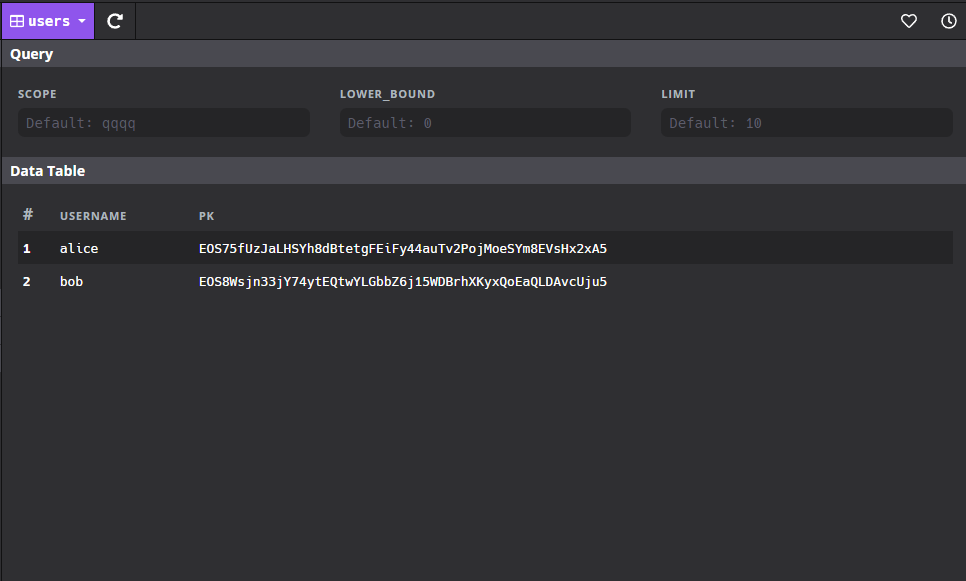 users
Query
SCOPE LOWER_BOUND LIMIT
Default: qqqq Default: 0 Default: 10
Data Table
# USERNAME PK
1 alice EOS75fUzJaLHSYh8dBtetgFEiFy44auTv2PojMoeSYm8EVsHx2xA5
2 bob EOS8Wsjn33jY74ytEQtwYLGbbZ6j15WDBrhXKyxQoEaQLDAvcUju5